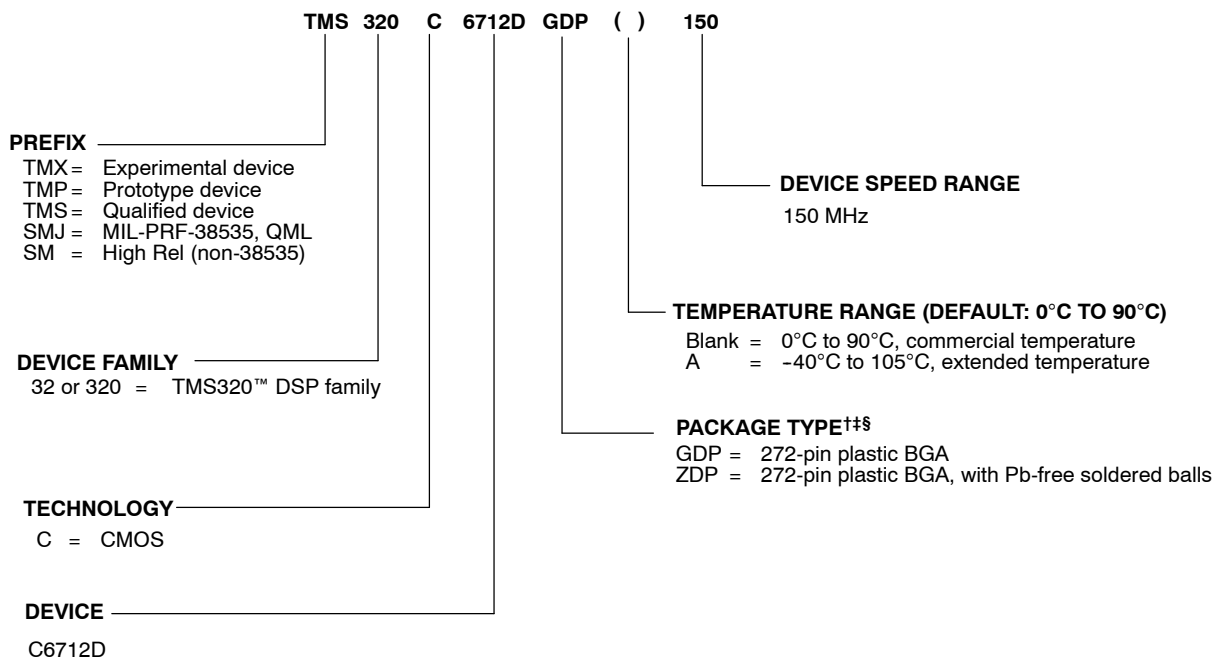 TMS 320 C 6712D GDP ( ) 150
PREFIX
TMX = Experimental device
TMP = Prototype device
TMS = Qualified device
SMJ = MIL-PRF-38535, QML
SM = High Rel (non-38535)
DEVICE SPEED RANGE
150 MHz
TEMPERATURE RANGE (DEFAULT: 0°C TO 90°C)
Blank = 0°C to 90°C, commercial temperature
A = -40°C to 105°C, extended temperature
DEVICE FAMILY
32 or 320 = TMS320™ DSP family
PACKAGE TYPE†‡§
GDP = 272-pin plastic BGA
ZDP = 272-pin plastic BGA, with Pb-free soldered balls
TECHNOLOGY
C = CMOS
DEVICE
C6712D